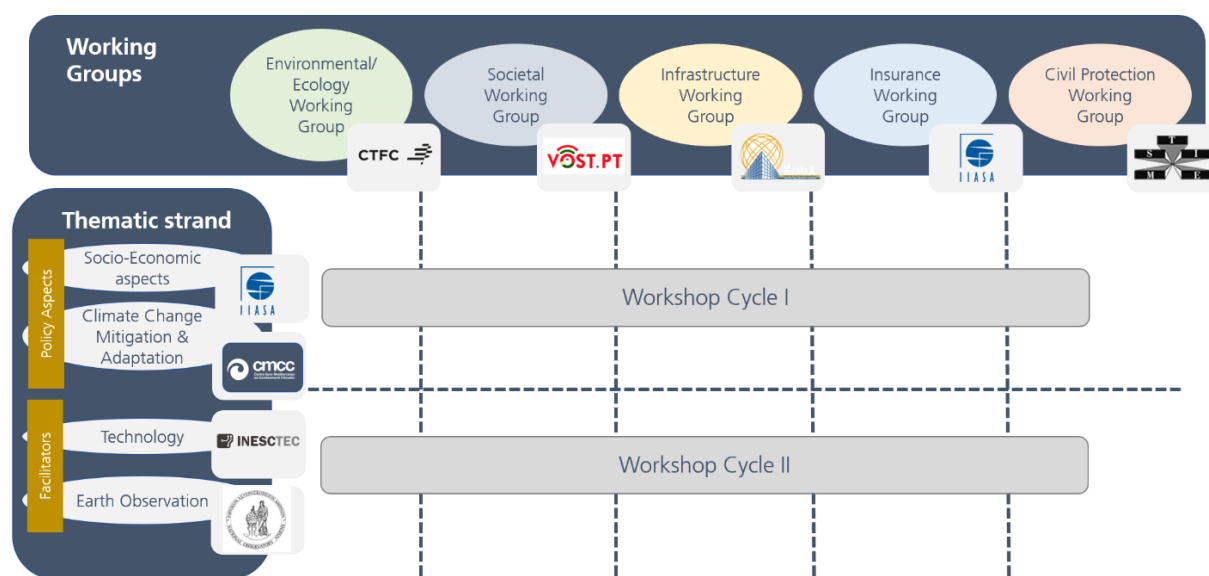 Working
Groups
Environmental/
Ecology
Working
Group
Societal
Working
Group
Infrastructure
Working
Group
Insurance
Working
Group
Civil Protection
Working
Group
CTFC
VOST.PT
IIASA
T
S I
M E
Thematic strand
Policy Aspects
Socio-Economic
aspects
IIASA
Climate Change
Mitigation &
Adaptation
cmcc
Workshop Cycle I
Facilitators
Technology
INESCTEC
Earth Observation
Workshop Cycle II